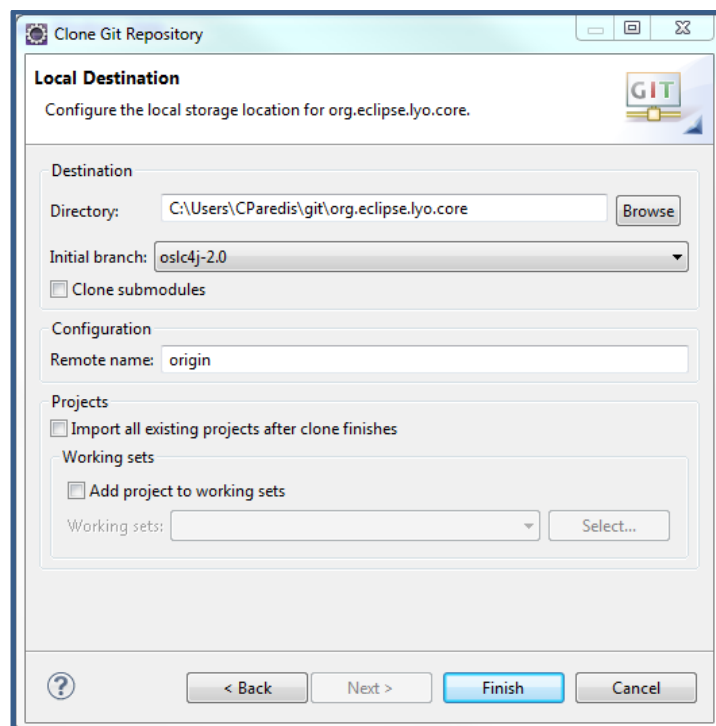 Clone Git Repository
Local Destination
GIT
Configure the local storage location for org.eclipse.lyo.core.
Destination
Directory: C:\Users\CParedis\git\org.eclipse.lyo.core Browse
Initial branch: oslc4j-2.0
Clone submodules
Configuration
Remote name: origin
Projects
Import all existing projects after clone finishes
Working sets
Add project to working sets
Working sets: Select...
? < Back Next > Finish Cancel